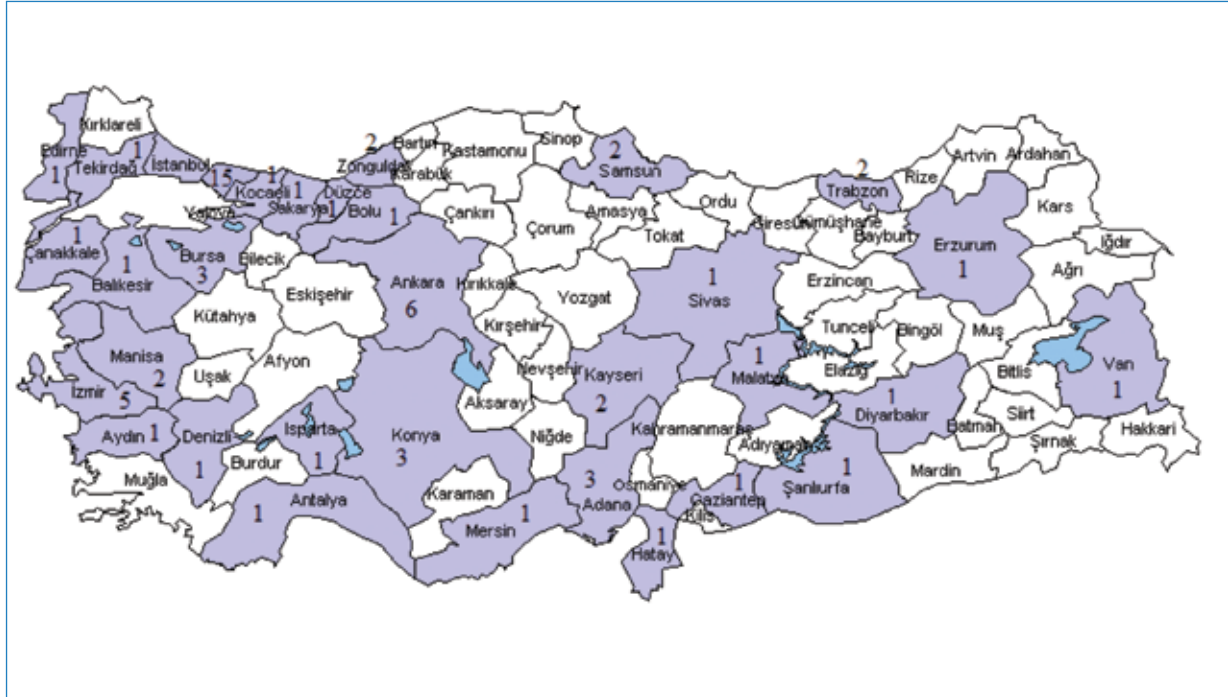 Kırklareli
Edirne
1
Tekirdağ
1
İstanbul
15
Kocaeli
1
Sakarya
1
Yalova
Düzce
1
Bolu
1
Zonguldak
2
Bartın
Karabük
Kastamonu
Sinop
Samsun
2
Çankırı
Çorum
Amasya
Tokat
Ordu
Giresun
Gümüşhane
Trabzon
2
Rize
Artvin
Ardahan
Kars
Iğdır
Bayburt
Erzurum
1
Ağrı
Çanakkale
1
Balıkesir
1
Bursa
3
Bilecik
Eskişehir
Kütahya
Ankara
6
Kırıkkale
Kırşehir
Yozgat
Sivas
1
Erzincan
Tunceli
Bingöl
Muş
Bitlis
Van
1
Manisa
2
İzmir
5
Uşak
Afyon
Aksaray
Nevşehir
Kayseri
2
Malatya
1
Elazığ
Diyarbakır
1
Batman
Siirt
Şırnak
Hakkari
Aydın
1
Denizli
1
Isparta
1
Burdur
Konya
3
Niğde
Kahramanmaraş
Adıyaman
Mardin
Muğla
Antalya
1
Karaman
Mersin
1
Adana
3
Osmaniye
Gaziantep
1
Kilis
Şanlıurfa
1
Hatay
1